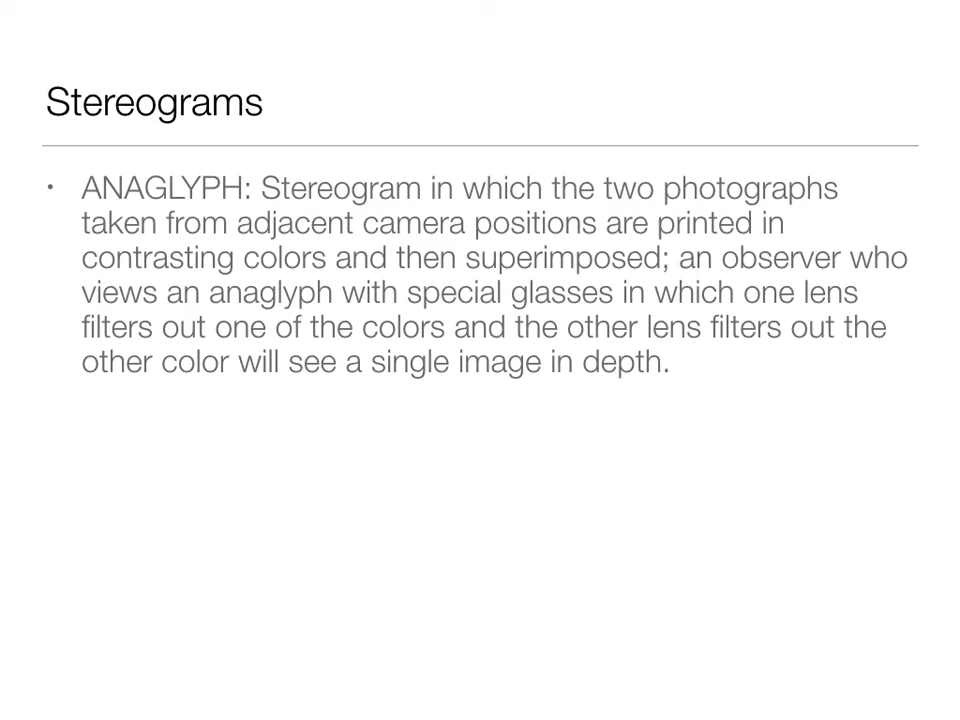 Stereograms
• ANAGLYPH: Stereogram in which the two photographs
taken from adjacent camera positions are printed in
contrasting colors and then superimposed; an observer who
views an anaglyph with special glasses in which one lens
filters out one of the colors and the other lens filters out the
other color will see a single image in depth.